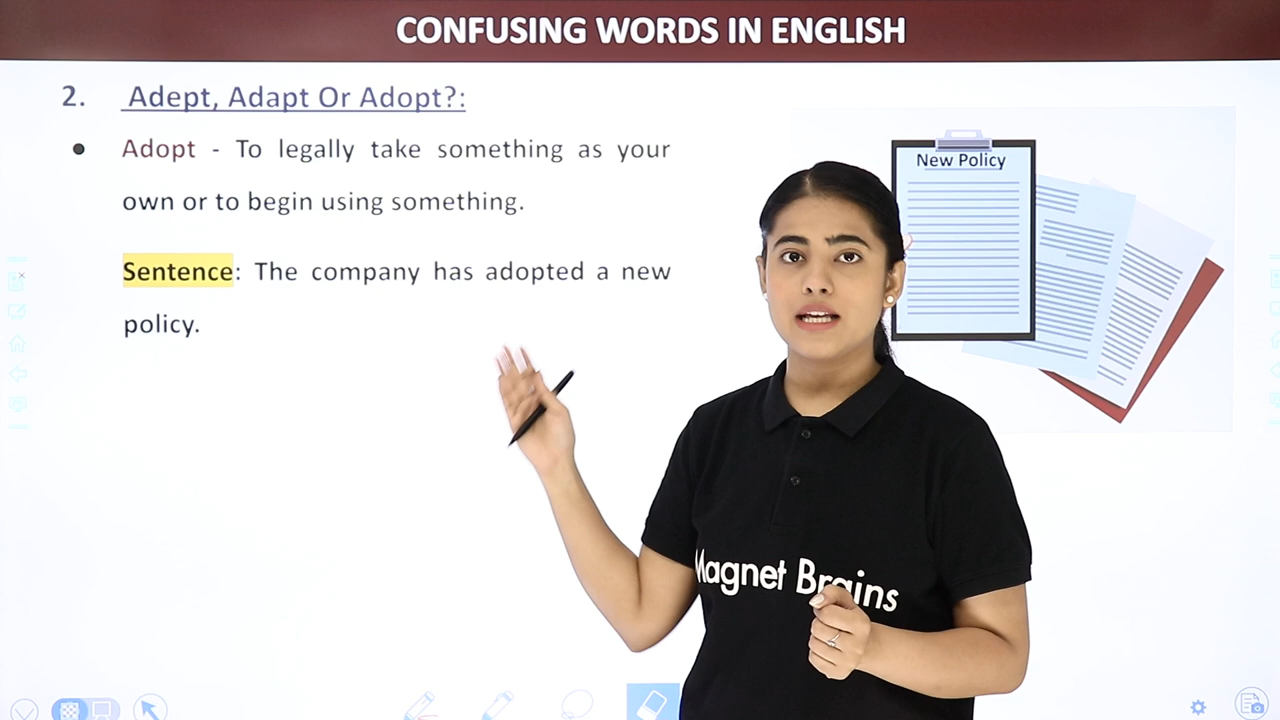 CONFUSING WORDS IN ENGLISH
2. Adept, Adapt Or Adopt?:
● Adopt - To legally take something as your
own or to begin using something.
Sentence: The company has adopted a new
policy.
New Policy
Magnet Brains